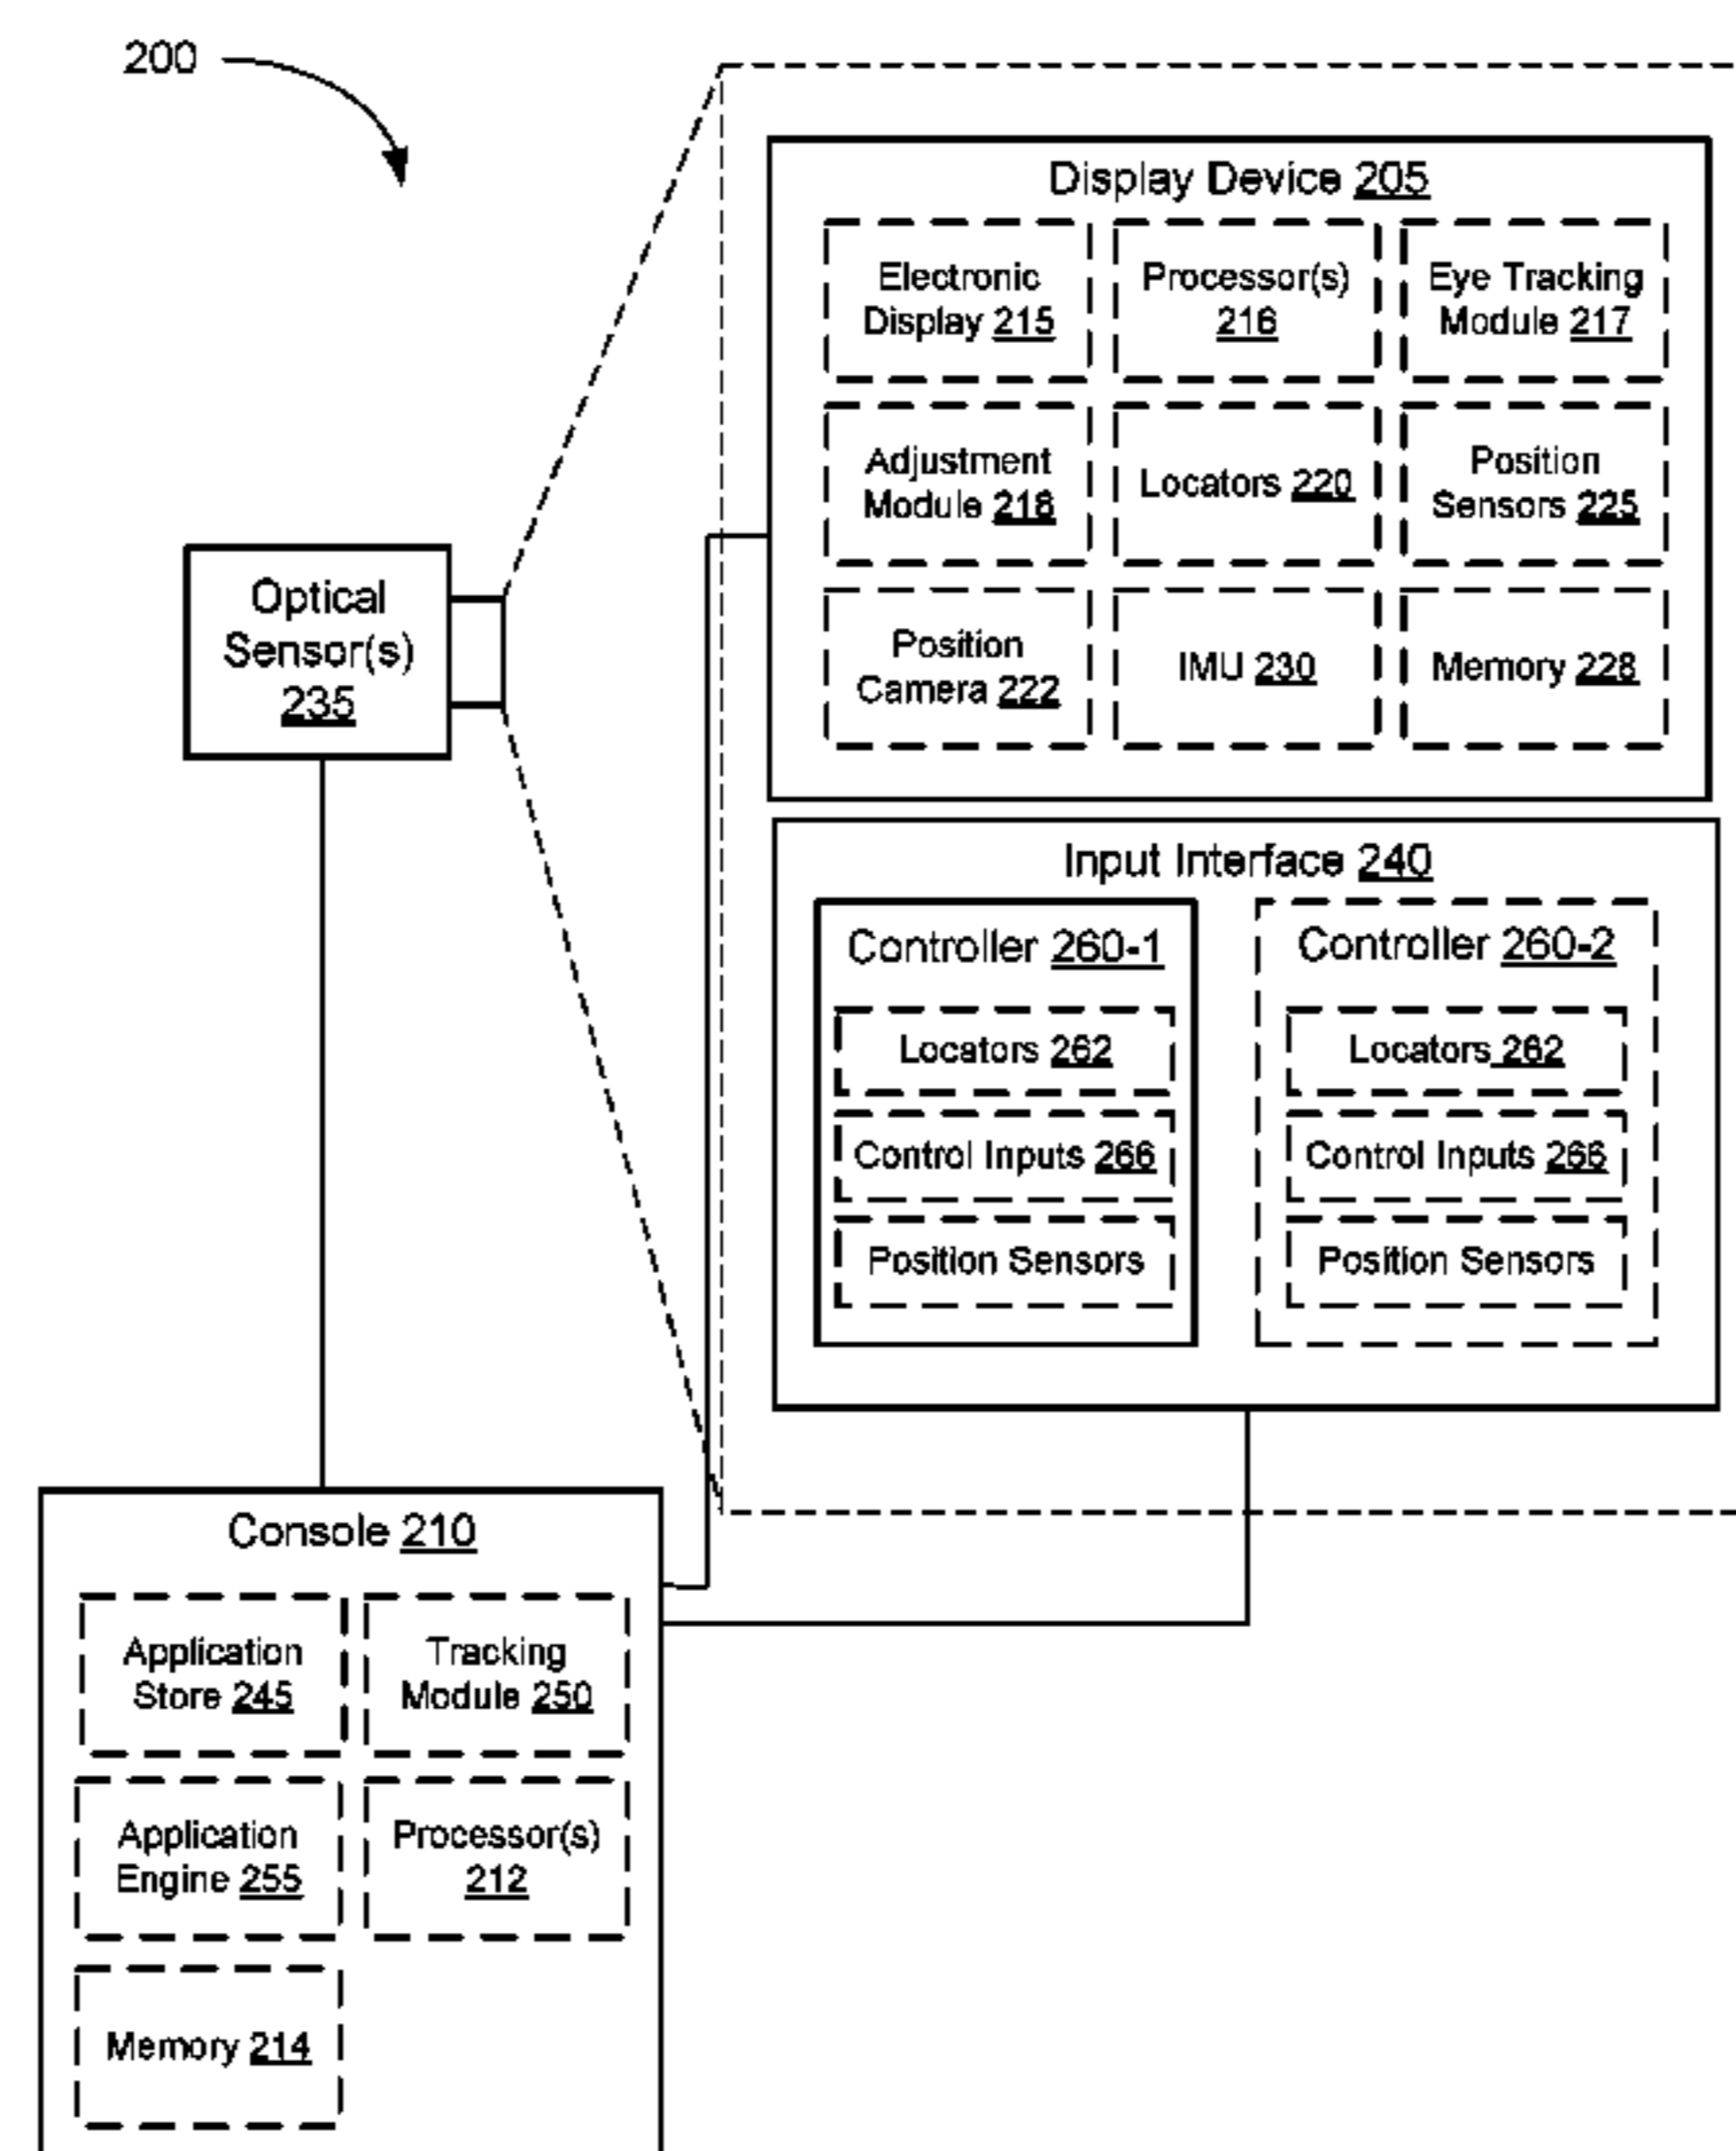 200
Display Device 205
Electronic
Display 215
Processor(s)
216
Eye Tracking
Module 217
Adjustment
Module 218
Locators 220
Position
Sensors 225
Position
Camera 222
IMU 230
Memory 228
Optical
Sensor(s)
235
Input Interface 240
Controller 260-1
Locators 262
Control Inputs 266
Position Sensors
Controller 260-2
Locators 262
Control Inputs 266
Position Sensors
Console 210
Application
Store 245
Tracking
Module 250
Application
Engine 255
Processor(s)
212
Memory 214